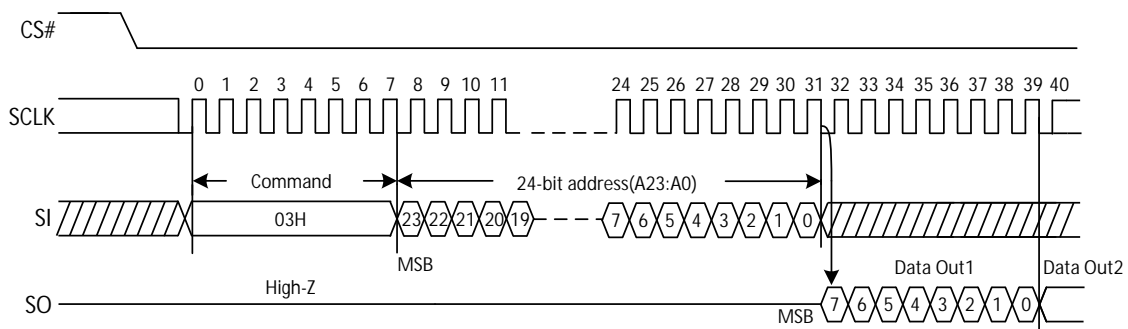 CS#
0 1 2 3 4 5 6 7 8 9 10 11 24 25 26 27 28 29 30 31 32 33 34 35 36 37 38 39 40
SCLK
Command 24-bit address(A23:A0)
SI 03H 23 22 21 20 19 7 6 5 4 3 2 1 0
MSB Data Out1 Data Out2
High-Z
SO MSB 7 6 5 4 3 2 1 0